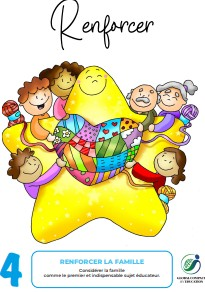 Renforcer
4
RENFORCER LA FAMILLE
Considérer la famille
comme le premier et indispensable sujet éducateur.
GLOBAL COMPACT
ON EDUCATION